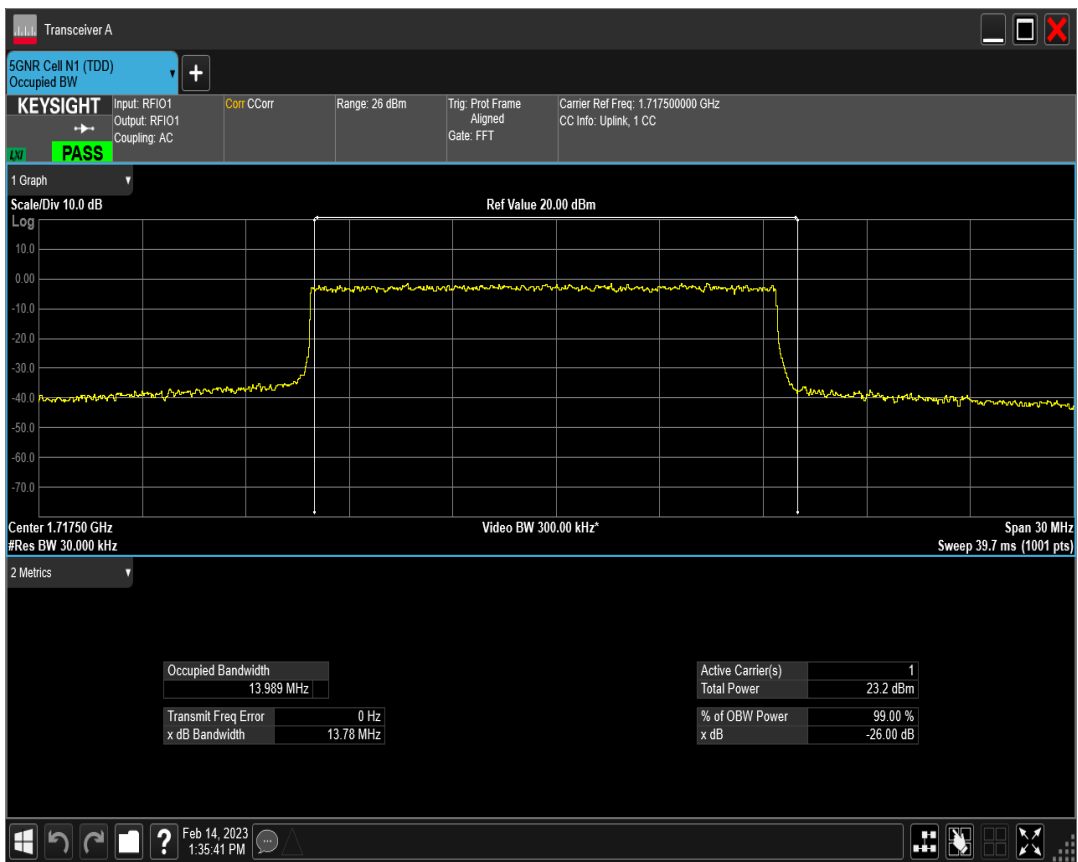 Transceiver A
5GNR Cell N1 (TDD)
Occupied BW
+
KEYSIGHT
LXI
PASS
Input: RFIO1
Output: RFIO1
Coupling: AC
Corr CCorr
Range: 26 dBm
Trig: Prot Frame
Aligned
Gate: FFT
Carrier Ref Freq: 1.717500000 GHz
CC Info: Uplink, 1 CC
1 Graph
Scale/Div 10.0 dB
Ref Value 20.00 dBm
Log
10.0
0.00
-10.0
-20.0
-30.0
-40.0
-50.0
-60.0
-70.0
Center 1.71750 GHz
Video BW 300.00 kHz*
Span 30 MHz
#Res BW 30.000 kHz
Sweep 39.7 ms (1001 pts)
2 Metrics
Occupied Bandwidth
13.989 MHz
Transmit Freq Error 0 Hz
x dB Bandwidth 13.78 MHz
Active Carrier(s) 1
Total Power 23.2 dBm
% of OBW Power 99.00 %
x dB -26.00 dB
?
Feb 14, 2023
1:35:41 PM